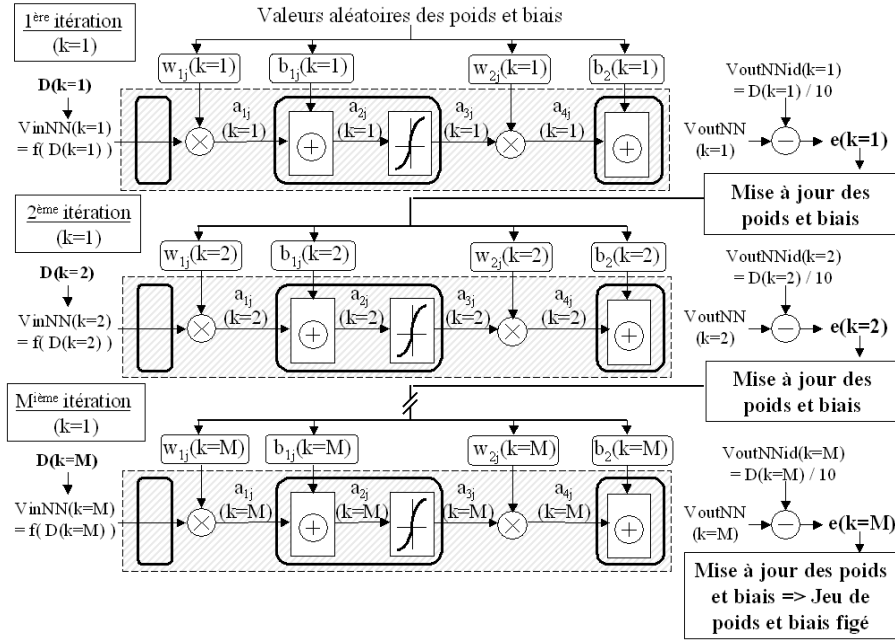 1ère itération
(k=1)
Valeurs aléatoires des poids et biais
w1j(k=1)
b1j(k=1)
w2j(k=1)
b2(k=1)
D(k=1)
VinNN(k=1)
= f( D(k=1) )
a1j
(k=1)
a2j
(k=1)
a3j
(k=1)
a4j
(k=1)
VoutNNid(k=1)
= D(k=1) / 10
VoutNN
(k=1)
e(k=1)
Mise à jour des
poids et biais
2ème itération
(k=1)
w1j(k=2)
b1j(k=2)
w2j(k=2)
b2(k=2)
D(k=2)
VinNN(k=2)
= f( D(k=2) )
a1j
(k=2)
a2j
(k=2)
a3j
(k=2)
a4j
(k=2)
VoutNNid(k=2)
= D(k=2) / 10
VoutNN
(k=2)
e(k=2)
Mise à jour des
poids et biais
Mième itération
(k=1)
w1j(k=M)
b1j(k=M)
w2j(k=M)
b2(k=M)
D(k=M)
VinNN(k=M)
= f( D(k=M) )
a1j
(k=M)
a2j
(k=M)
a3j
(k=M)
a4j
(k=M)
VoutNNid(k=M)
= D(k=M) / 10
VoutNN
(k=M)
e(k=M)
Mise à jour des poids
et biais => Jeu de
poids et biais figé